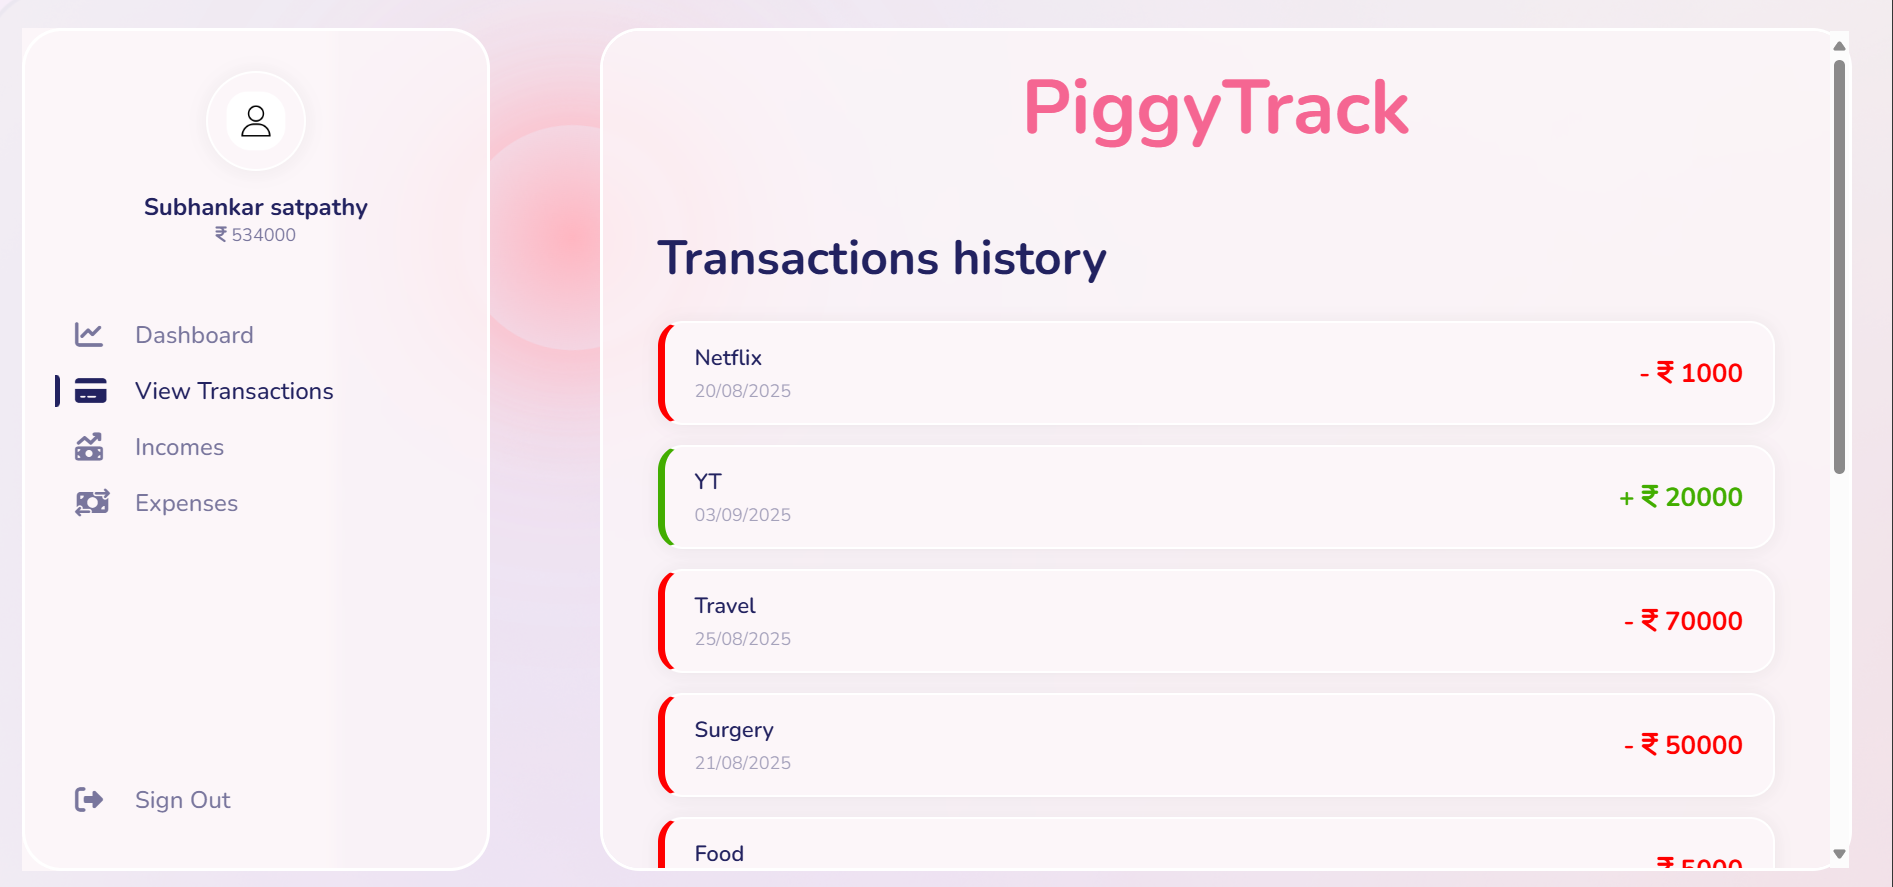 Subhankar satpathy
₹ 534000
Dashboard
View Transactions
Incomes
Expenses
Sign Out
PiggyTrack
Transactions history
Netflix
20/08/2025
- ₹ 1000
YT
03/09/2025
+ ₹ 20000
Travel
25/08/2025
- ₹ 70000
Surgery
21/08/2025
- ₹ 50000
Food
₹ 5000